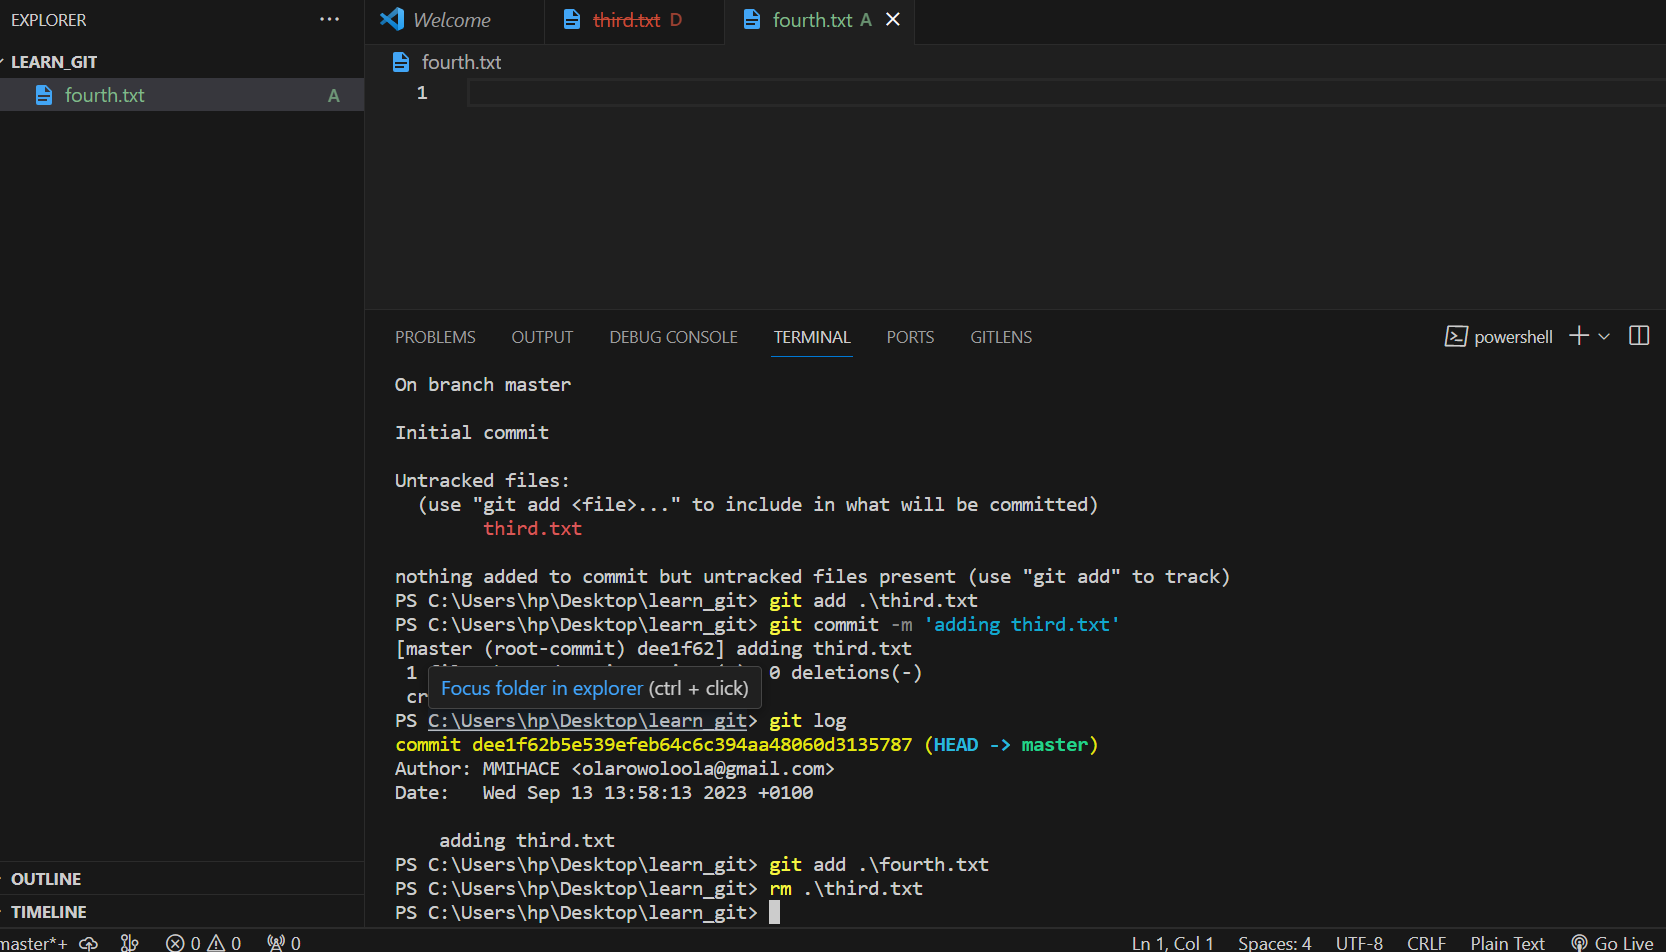 EXPLORER
LEARN_GIT
fourth.txt A
OUTLINE
TIMELINE
Welcome
third.txt D
fourth.txt A
fourth.txt
1
PROBLEMS OUTPUT DEBUG CONSOLE TERMINAL PORTS GITLENS
powershell
On branch master
Initial commit
Untracked files:
(use "git add <file>..." to include in what will be committed)
third.txt
nothing added to commit but untracked files present (use "git add" to track)
PS C:\Users\hp\Desktop\learn_git> git add .\third.txt
PS C:\Users\hp\Desktop\learn_git> git commit -m 'adding third.txt'
[master (root-commit) dee1f62] adding third.txt
1 0 deletions(-)
cr
Focus folder in explorer (ctrl + click)
PS C:\Users\hp\Desktop\learn_git> git log
commit dee1f62b5e539efeb64c6c394aa48060d3135787 (HEAD -> master)
Author: MMIHACE <olarowoloola@gmail.com>
Date: Wed Sep 13 13:58:13 2023 +0100
adding third.txt
PS C:\Users\hp\Desktop\learn_git> git add .\fourth.txt
PS C:\Users\hp\Desktop\learn_git> rm .\third.txt
PS C:\Users\hp\Desktop\learn_git>
master*+ 0 0 0 Ln 1, Col 1 Spaces: 4 UTF-8 CRLF Plain Text Go Live